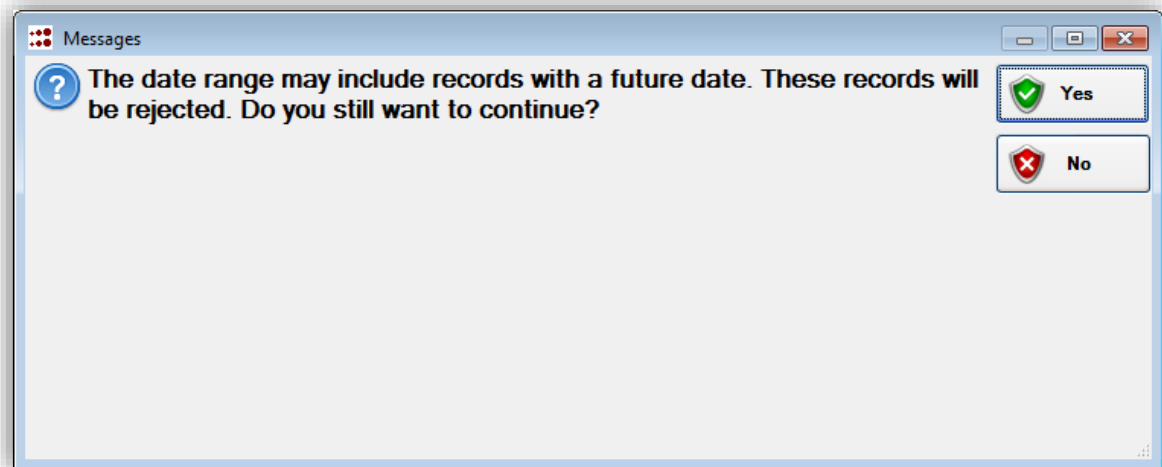 Messages
The date range may include records with a future date. These records will
be rejected. Do you still want to continue?
Yes
No